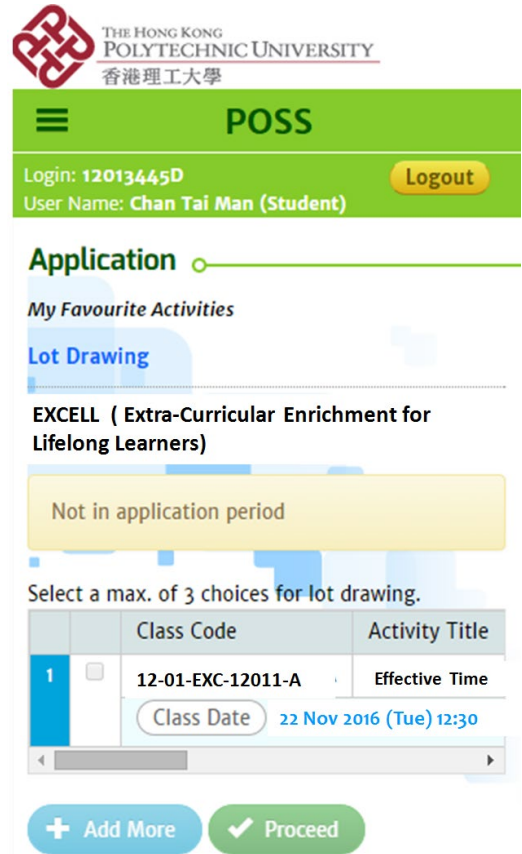 THE HONG KONG
POLYTECHNIC UNIVERSITY
香港理工大學
POSS
Login: 12013445D
Logout
User Name: Chan Tai Man (Student)
Application
My Favourite Activities
Lot Drawing
EXCELL ( Extra-Curricular Enrichment for
Lifelong Learners)
Not in application period
Select a max. of 3 choices for lot drawing.
Class Code Activity Title
1 12-01-EXC-12011-A Effective Time
Class Date 22 Nov 2016 (Tue) 12:30
Add More Proceed